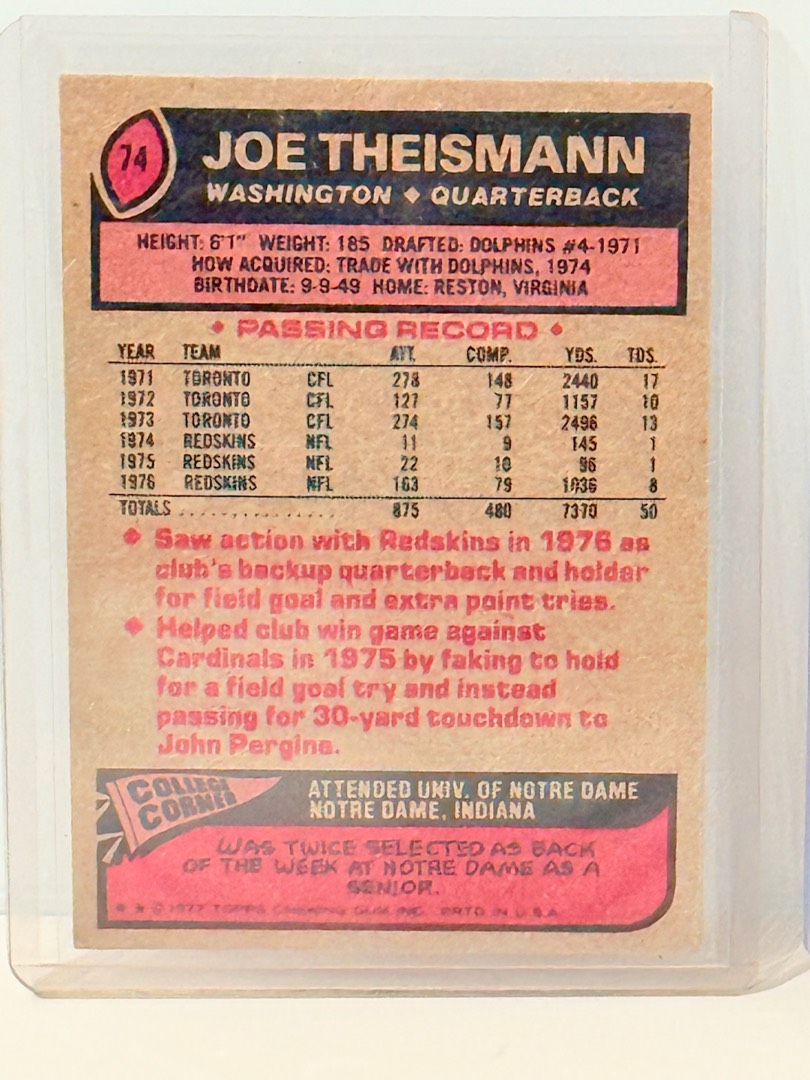 74
JOE THEISMANN
WASHINGTON ♦ QUARTERBACK
HEIGHT: 6'1" WEIGHT: 185 DRAFTED: DOLPHINS #4-1971
HOW ACQUIRED: TRADE WITH DOLPHINS, 1974
BIRTHDATE: 9-9-49 HOME: RESTON, VIRGINIA
♦ PASSING RECORD ♦
YEAR TEAM ATT. COMP. YDS. TDS.
1971 TORONTO CFL 278 148 2440 17
1972 TORONTO CFL 127 77 1157 10
1973 TORONTO CFL 274 157 2496 13
1974 REDSKINS NFL 11 9 145 1
1975 REDSKINS NFL 22 10 96 1
1976 REDSKINS NFL 163 79 1036 8
TOTALS .............. 875 480 7370 50
♦ Saw action with Redskins in 1976 as
club's backup quarterback and holder
for field goal and extra point tries.
♦ Helped club win game against
Cardinals in 1975 by faking to hold
for a field goal try and instead
passing for 30-yard touchdown to
John Pergine.
COLLEGE
CORNER
ATTENDED UNIV. OF NOTRE DAME
NOTRE DAME, INDIANA
WAS TWICE SELECTED AS BACK
OF THE WEEK AT NOTRE DAME AS A
SENIOR.
* * © 1977 TOPPS CHEWING GUM, INC. PRTD IN U.S.A.